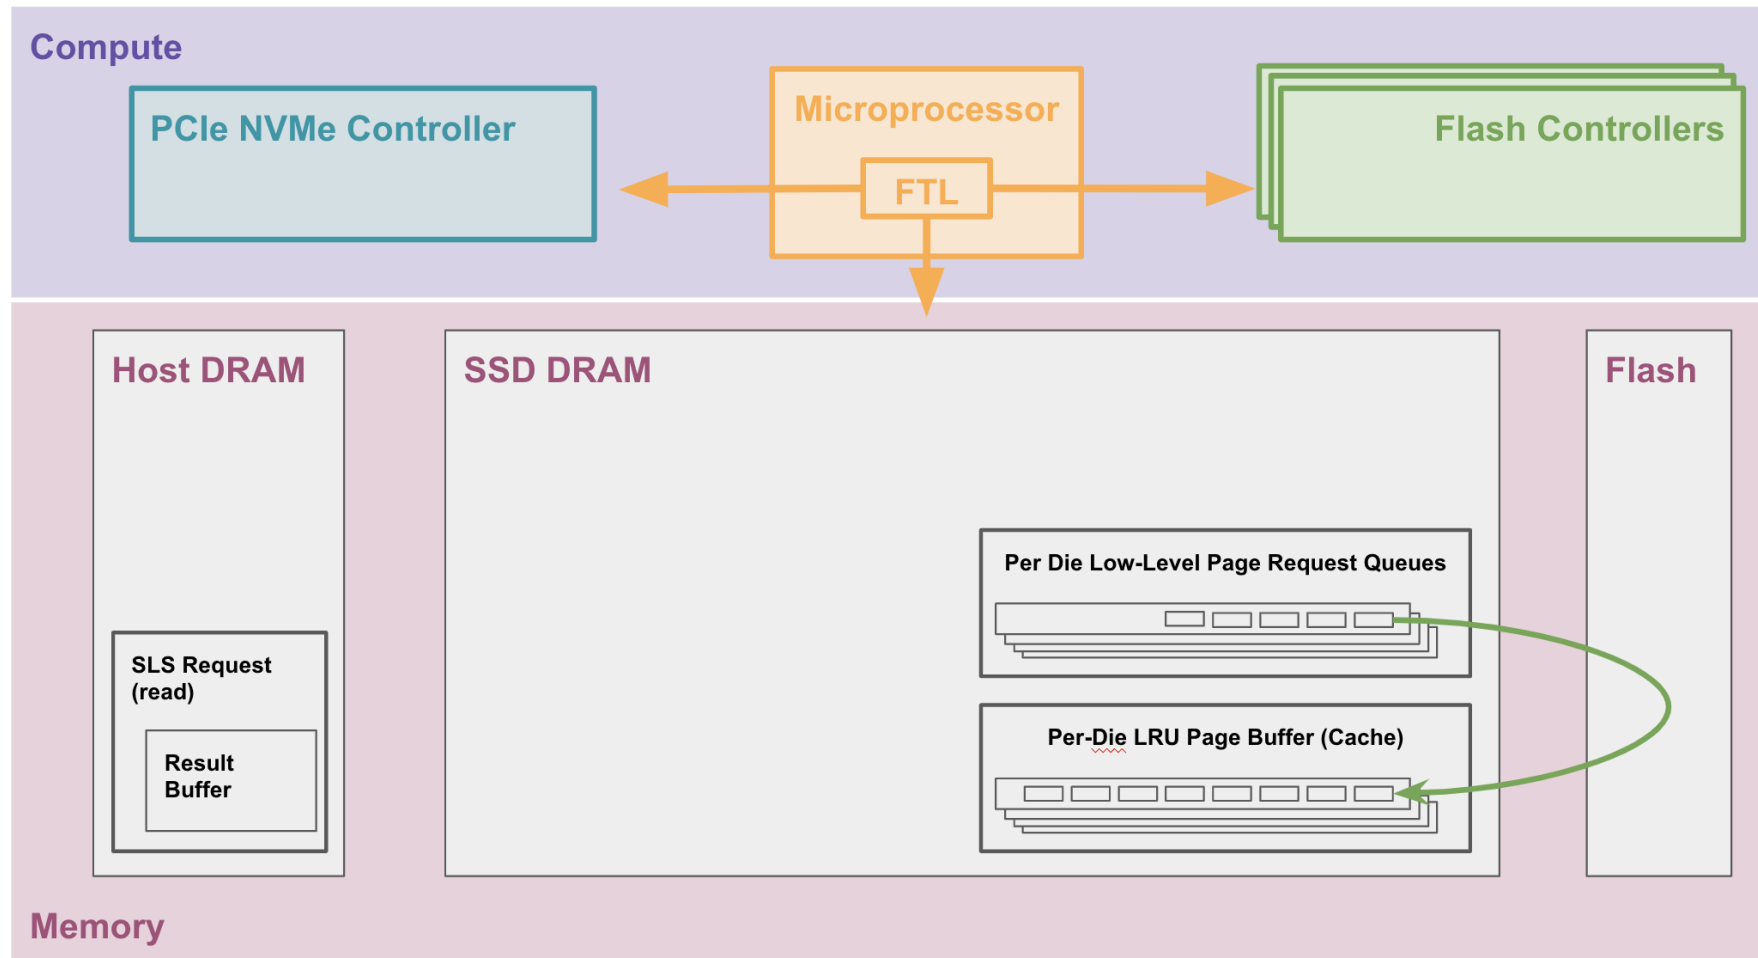 Compute
PCIe NVMe Controller
Microprocessor
FTL
Flash Controllers
Host DRAM
SSD DRAM
Flash
Per Die Low-Level Page Request Queues
SLS Request
(read)
Result
Buffer
Per-Die LRU Page Buffer (Cache)
Memory